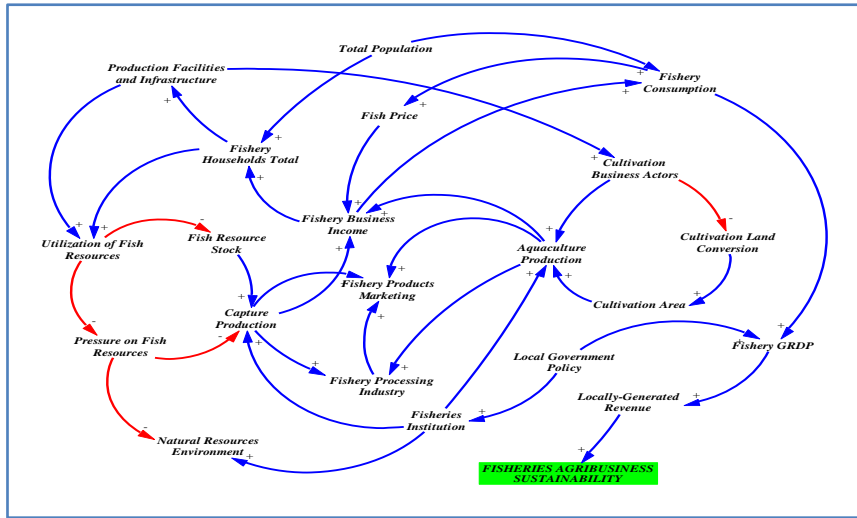 Total Population
Production Facilities
and Infrastructure
Fishery
Consumption
Fish Price
Fishery
Households Total
Cultivation
Business Actors
Fishery Business
Income
Utilization of Fish
Resources
Fish Resource
Stock
Aquaculture
Production
Cultivation Land
Conversion
Fishery Products
Marketing
Cultivation Area
Capture
Production
Pressure on Fish
Resources
Local Government
Policy
Fishery GRDP
Fishery Processing
Industry
Locally-Generated
Revenue
Fisheries
Institution
Natural Resources
Environment
FISHERIES AGRIBUSINESS
SUSTAINABILITY